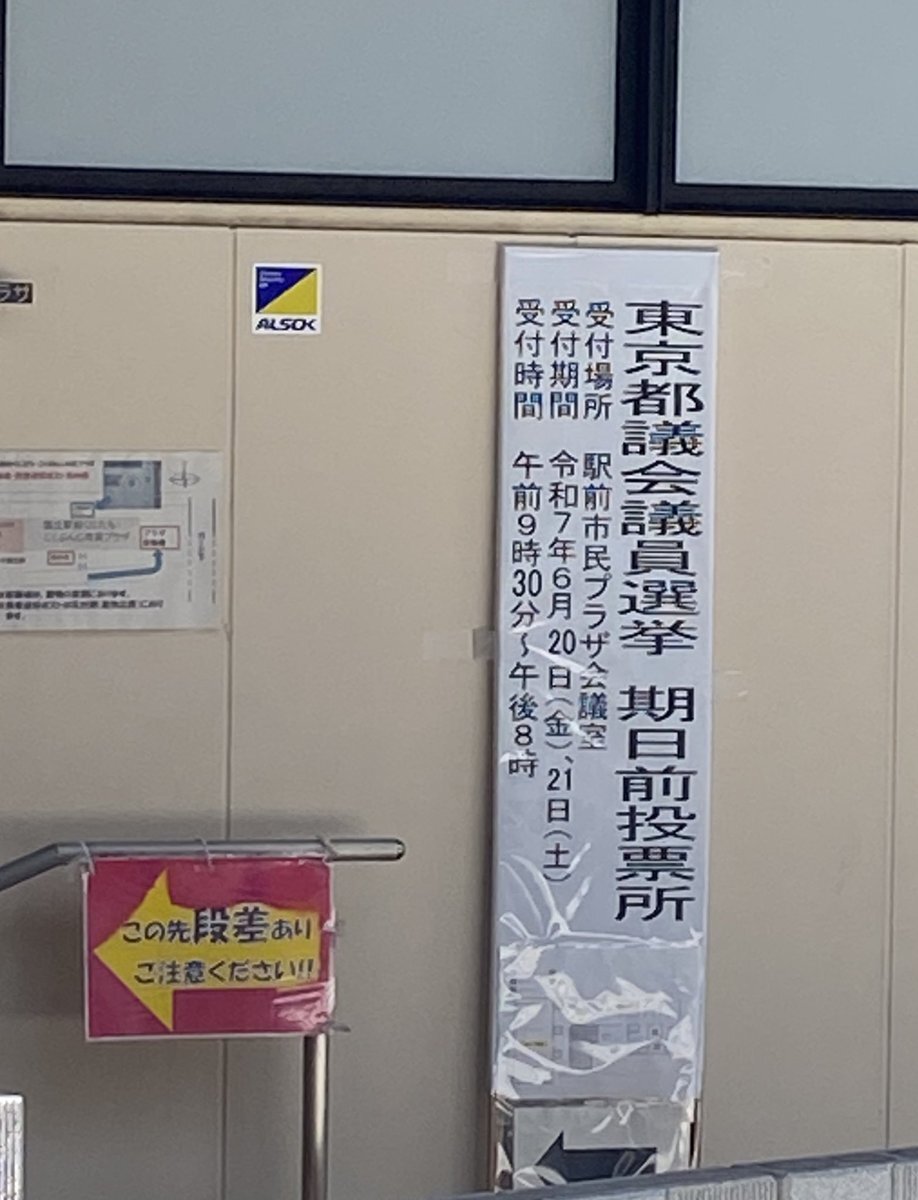 東京都議会議員選挙 期日前投票所
受付場所 駅前市民プラザ会議室
受付期間 令和7年6月20日(金)、21日(土)
受付時間 午前9時30分~午後8時
ALSOK
ラザ
この先段差あり
ご注意ください!!